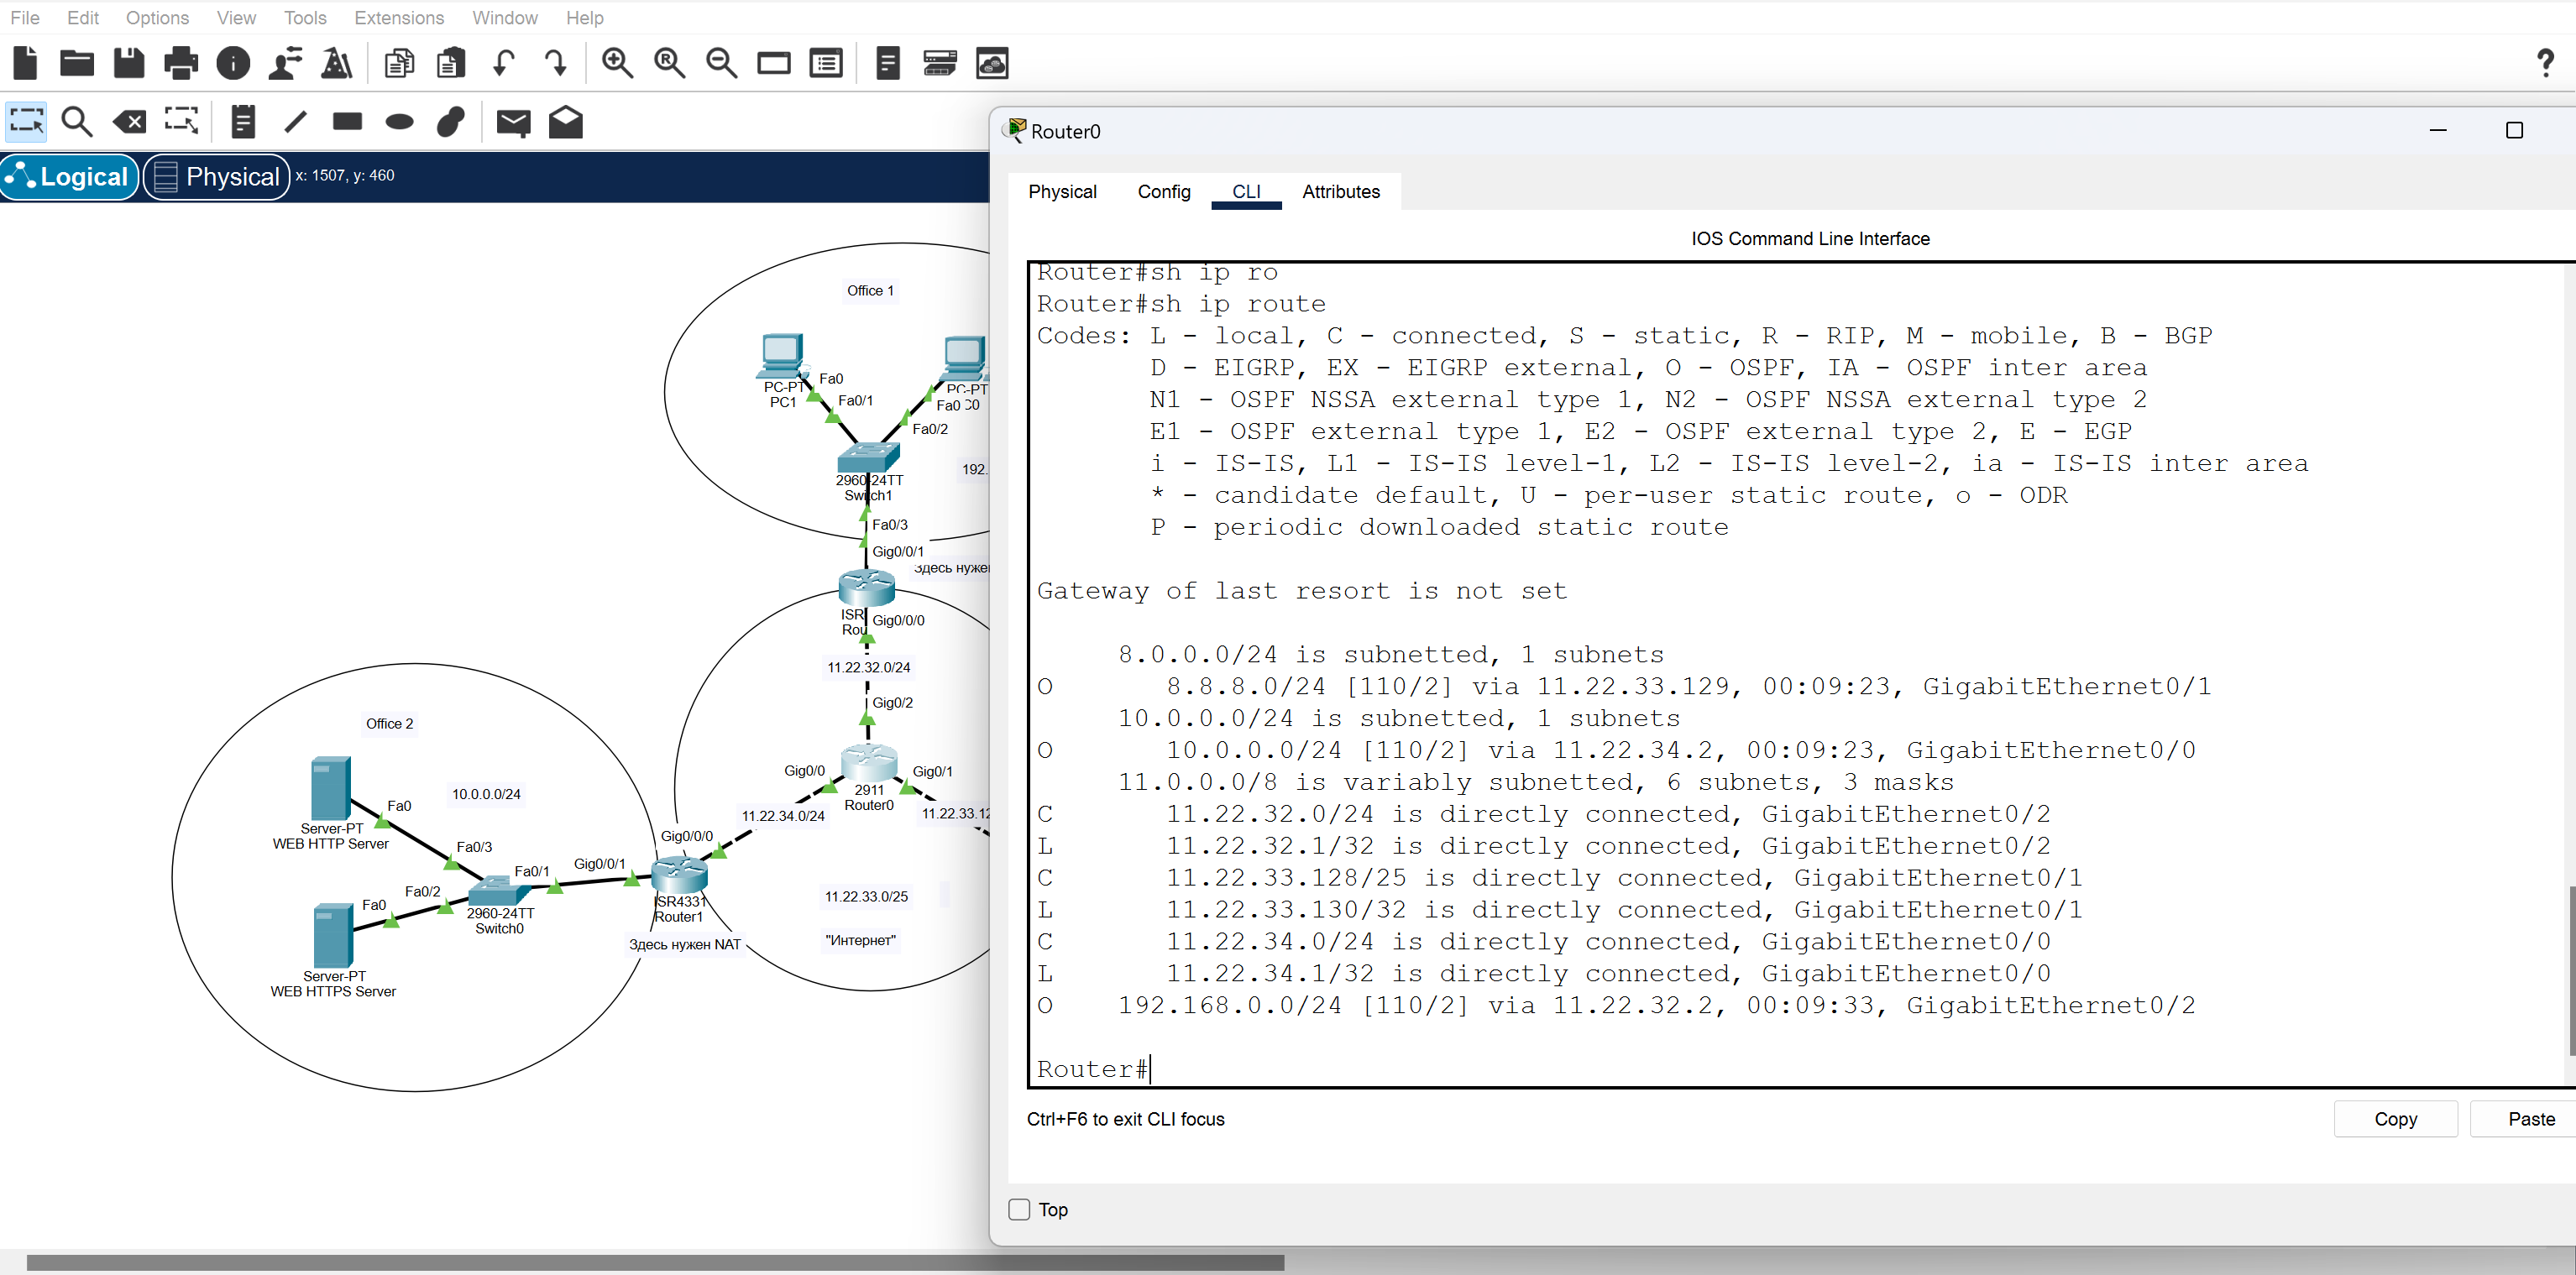 File Edit Options View Tools Extensions Window Help
Logical Physical x: 1507, y: 460
Router0
Physical Config CLI Attributes
IOS Command Line Interface
Router#sh ip ro
Router#sh ip route
Codes: L - local, C - connected, S - static, R - RIP, M - mobile, B - BGP
D - EIGRP, EX - EIGRP external, O - OSPF, IA - OSPF inter area
N1 - OSPF NSSA external type 1, N2 - OSPF NSSA external type 2
E1 - OSPF external type 1, E2 - OSPF external type 2, E - EGP
i - IS-IS, L1 - IS-IS level-1, L2 - IS-IS level-2, ia - IS-IS inter area
* - candidate default, U - per-user static route, o - ODR
P - periodic downloaded static route
Gateway of last resort is not set
8.0.0.0/24 is subnetted, 1 subnets
O 8.8.8.0/24 [110/2] via 11.22.33.129, 00:09:23, GigabitEthernet0/1
10.0.0.0/24 is subnetted, 1 subnets
O 10.0.0.0/24 [110/2] via 11.22.34.2, 00:09:23, GigabitEthernet0/0
11.0.0.0/8 is variably subnetted, 6 subnets, 3 masks
C 11.22.32.0/24 is directly connected, GigabitEthernet0/2
L 11.22.32.1/32 is directly connected, GigabitEthernet0/2
C 11.22.33.128/25 is directly connected, GigabitEthernet0/1
L 11.22.33.130/32 is directly connected, GigabitEthernet0/1
C 11.22.34.0/24 is directly connected, GigabitEthernet0/0
L 11.22.34.1/32 is directly connected, GigabitEthernet0/0
O 192.168.0.0/24 [110/2] via 11.22.32.2, 00:09:33, GigabitEthernet0/2
Router#
Ctrl+F6 to exit CLI focus
Copy Paste
Top
Office 1
PC-PT
PC1
Fa0
Fa0/1
PC-PT
Fa0
C0
Fa0/2
192.
2960-24TT
Switch1
Fa0/3
Gig0/0/1
Здесь нужен
ISR
Rou
Gig0/0/0
11.22.32.0/24
Gig0/2
Gig0/0
Gig0/1
2911
Router0
11.22.34.0/24
11.22.33.12
11.22.33.0/25
"Интернет"
Office 2
10.0.0.0/24
Fa0
Server-PT
WEB HTTP Server
Fa0/3
Fa0/1
Gig0/0/1
Gig0/0/0
Fa0/2
Fa0
2960-24TT
Switch0
ISR4331
Router1
Здесь нужен NAT
Server-PT
WEB HTTPS Server